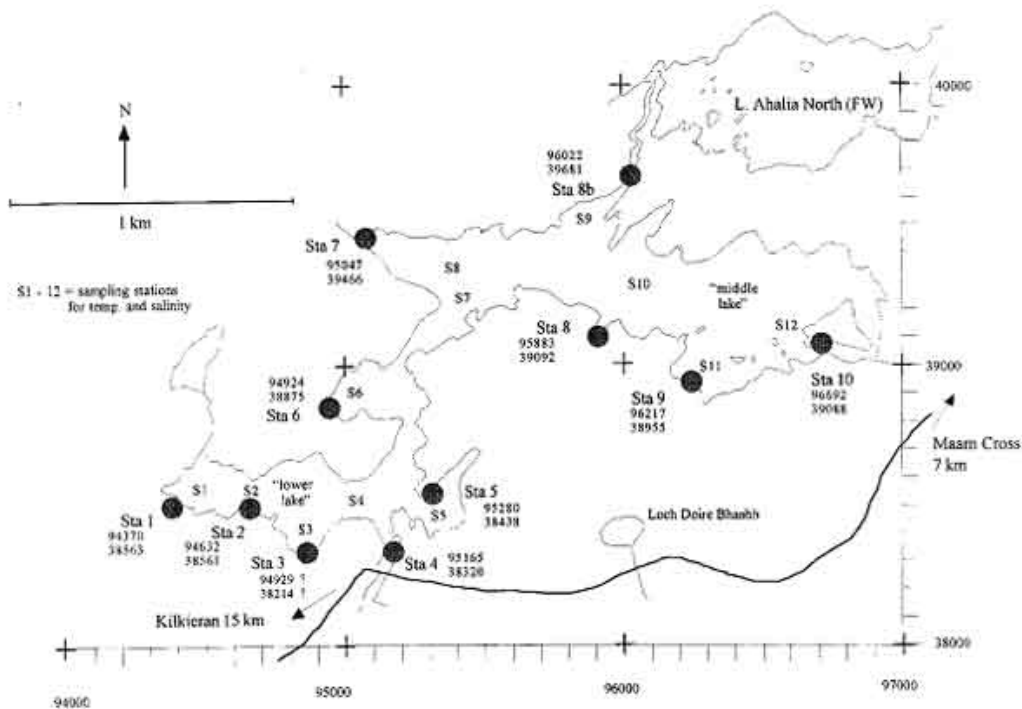 40000
L. Ahalia North (FW)
N
1 km
96022
39681
Sta 8b
S9
Sta 7
95047
39466
S8
S7
S10
"middle
lake"
S1 - 12 = sampling stations
for temp. and salinity
S12
Sta 8
95883
39092
S11
39000
94924
38875
Sta 6
S6
Sta 9
96217
38955
Sta 10
96692
39088
Maam Cross
7 km
"lower
lake"
S1
S2
S3
S4
S5
Sta 5
95280
38438
Sta 1
94370
38563
Sta 2
94632
38561
Sta 3
94929 ?
38214 !
Sta 4
95165
38320
Kilkieran 15 km
38000
94000
95000
96000
97000